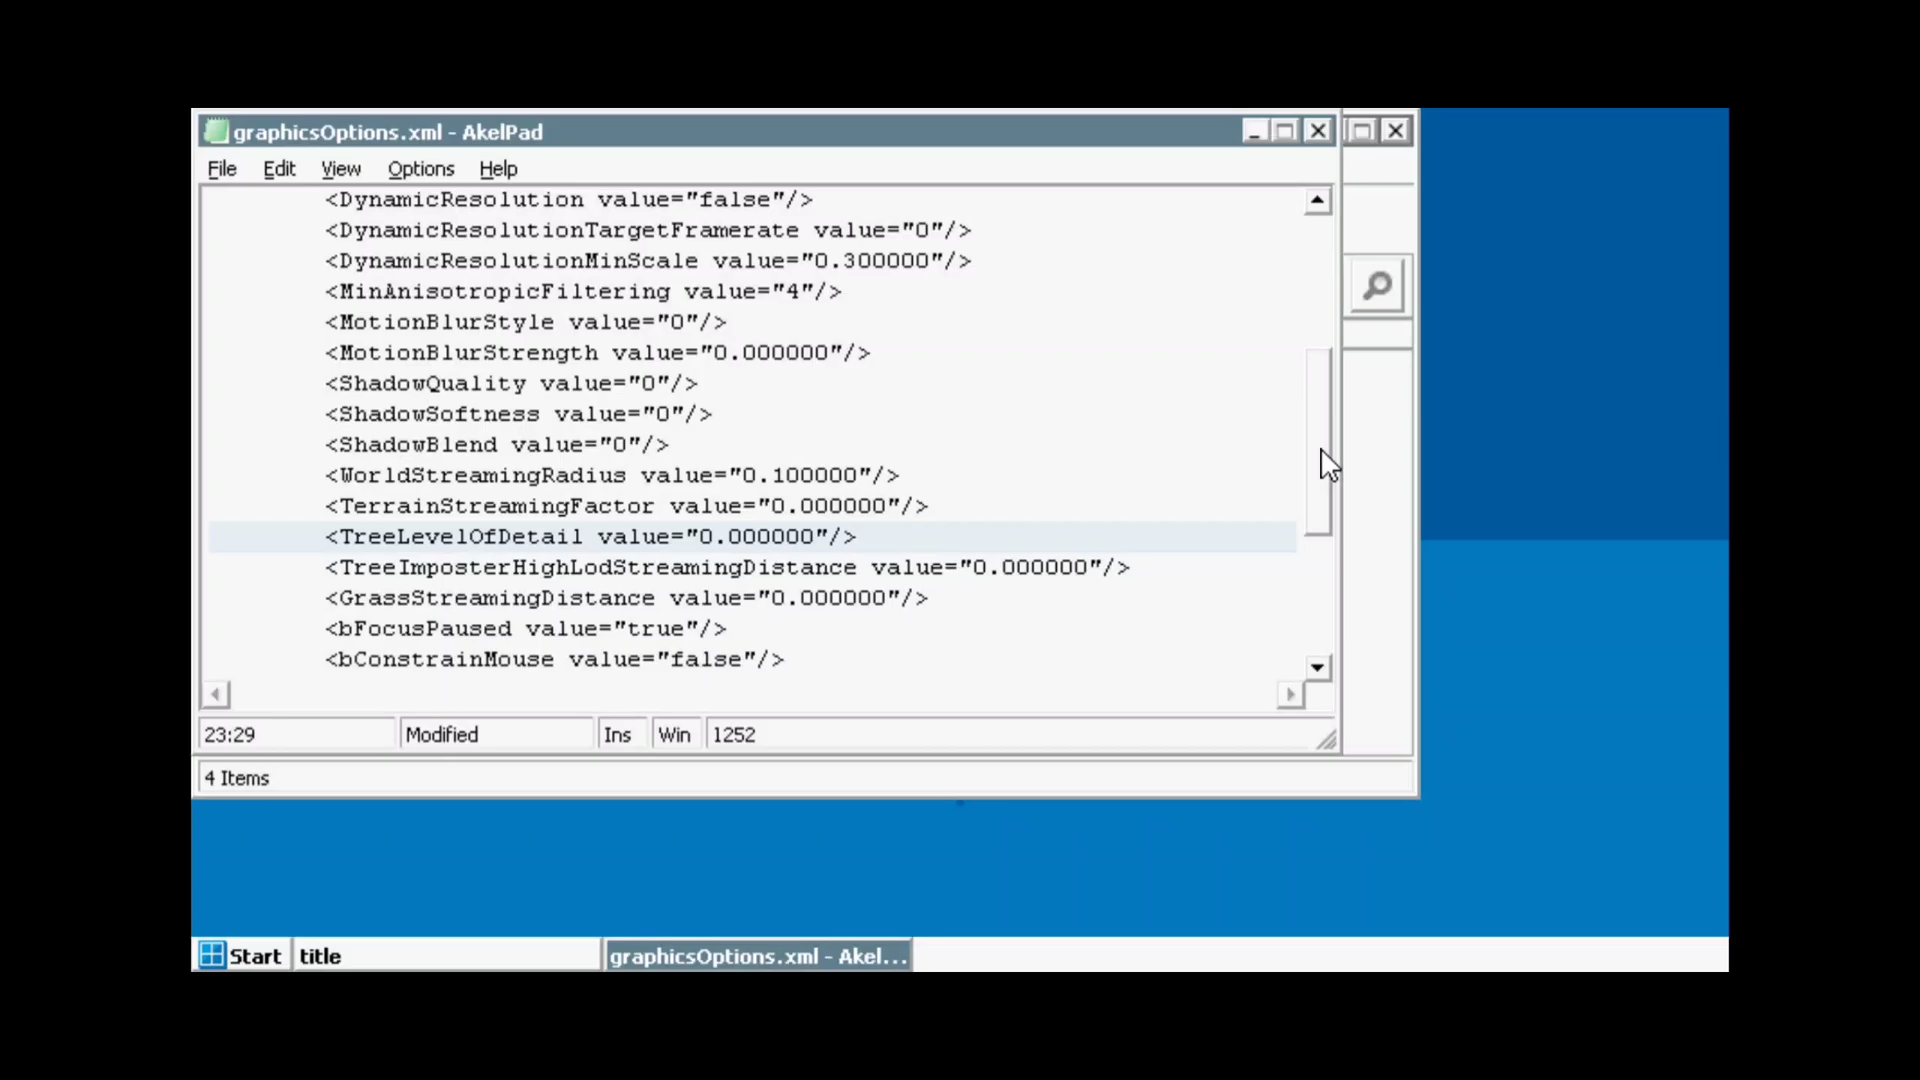 graphicsOptions.xml - AkelPad
File Edit View Options Help
<DynamicResolution value="false"/>
<DynamicResolutionTargetFramerate value="0"/>
<DynamicResolutionMinScale value="0.300000"/>
<MinAnisotropicFiltering value="4"/>
<MotionBlurStyle value="0"/>
<MotionBlurStrength value="0.000000"/>
<ShadowQuality value="0"/>
<ShadowSoftness value="0"/>
<ShadowBlend value="0"/>
<WorldStreamingRadius value="0.100000"/>
<TerrainStreamingFactor value="0.000000"/>
<TreeLevelOfDetail value="0.000000"/>
<TreeImposterHighLodStreamingDistance value="0.000000"/>
<GrassStreamingDistance value="0.000000"/>
<bFocusPaused value="true"/>
<bConstrainMouse value="false"/>
23:29 Modified Ins Win 1252
4 Items
Start title graphicsOptions.xml - Akel...